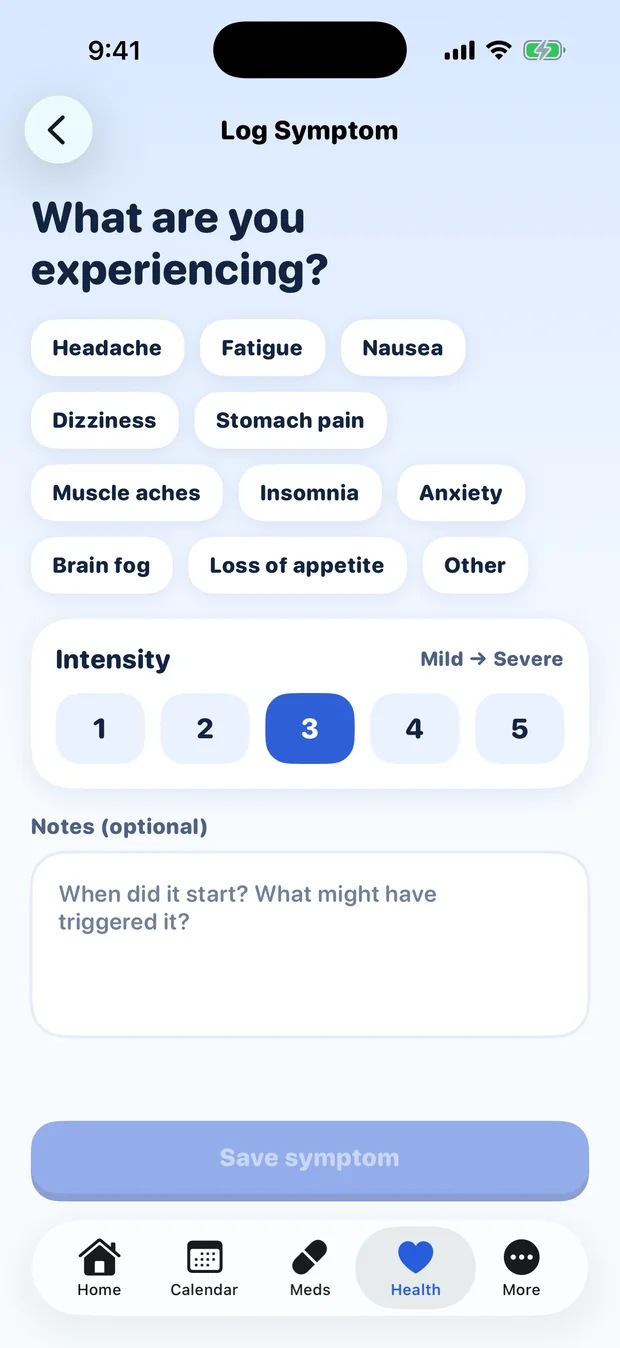 9:41
Log Symptom
What are you
experiencing?
Headache Fatigue Nausea
Dizziness Stomach pain
Muscle aches Insomnia Anxiety
Brain fog Loss of appetite Other
Intensity Mild → Severe
1 2 3 4 5
Notes (optional)
When did it start? What might have
triggered it?
Save symptom
Home Calendar Meds Health More